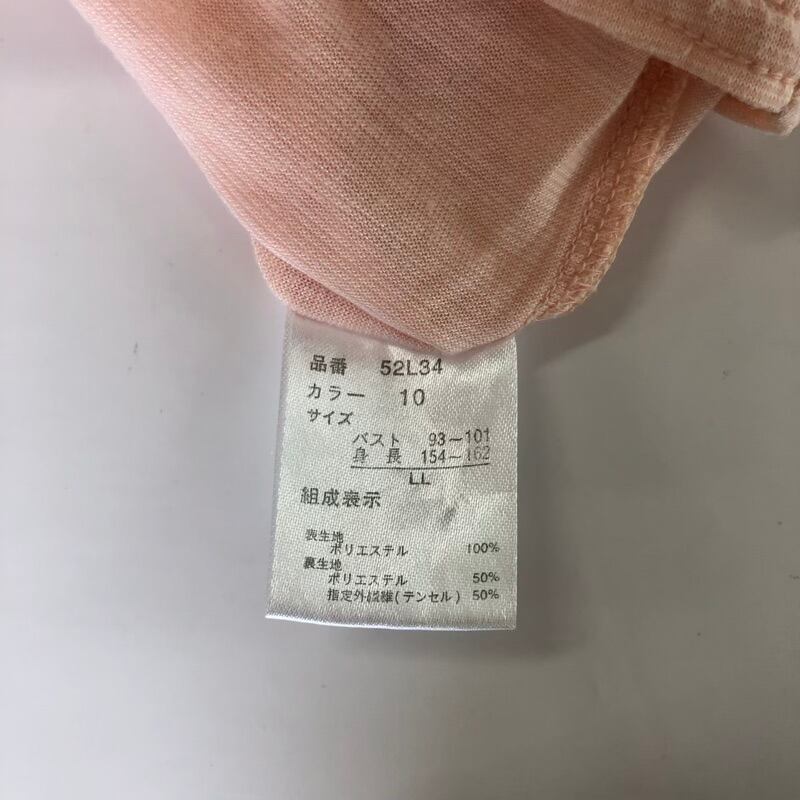 品番 52L34
カラー 10
サイズ
バスト 93~101
身長 154~162
LL
組成表示
表生地
ポリエステル 100%
裏生地
ポリエステル 50%
指定外繊維(テンセル) 50%